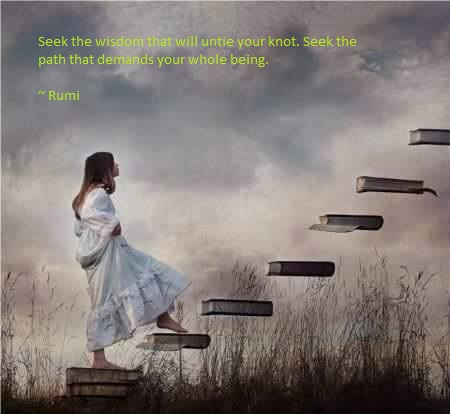 Seek the wisdom that will untie your knot. Seek the
path that demands your whole being.
~ Rumi